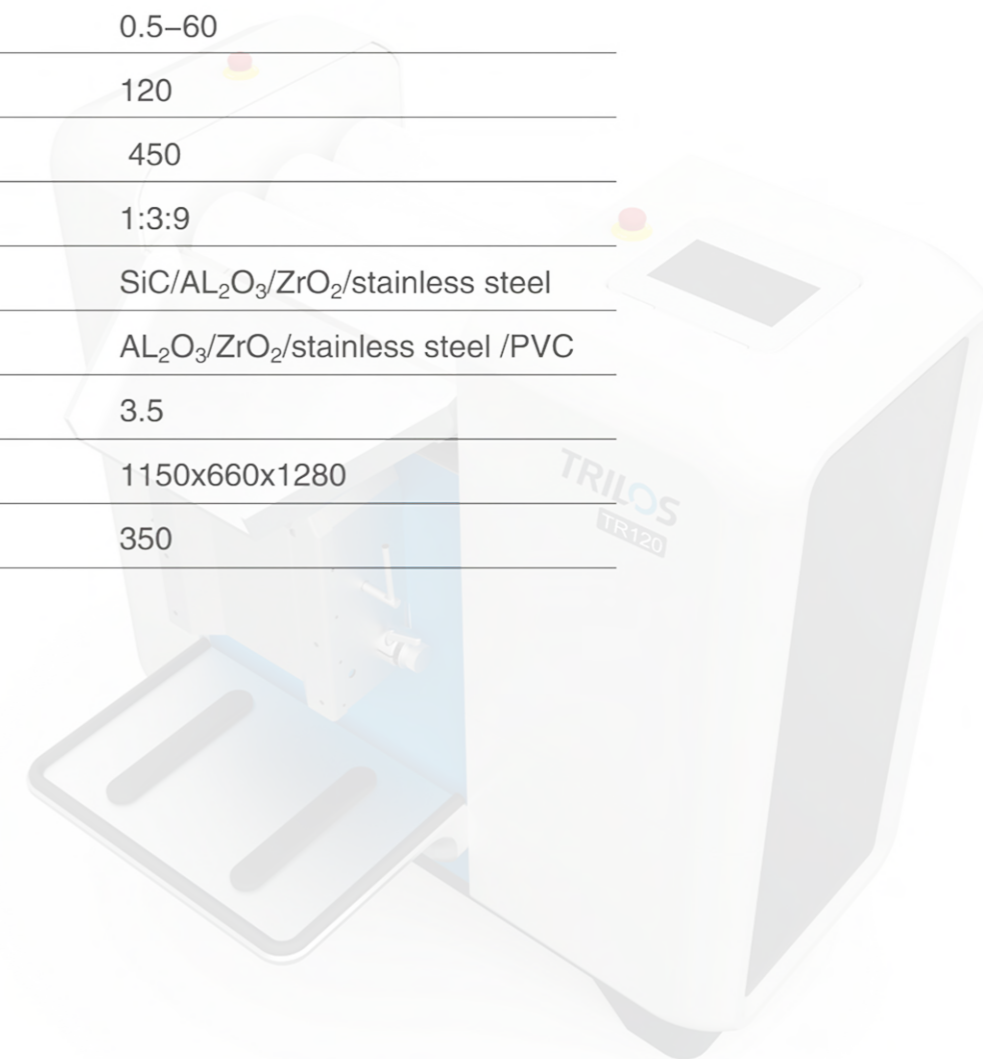 0.5–60
120
450
1:3:9
SiC/AL₂O₃/ZrO₂/stainless steel
AL₂O₃/ZrO₂/stainless steel /PVC
3.5
1150x660x1280
350
TRILOS
TR120